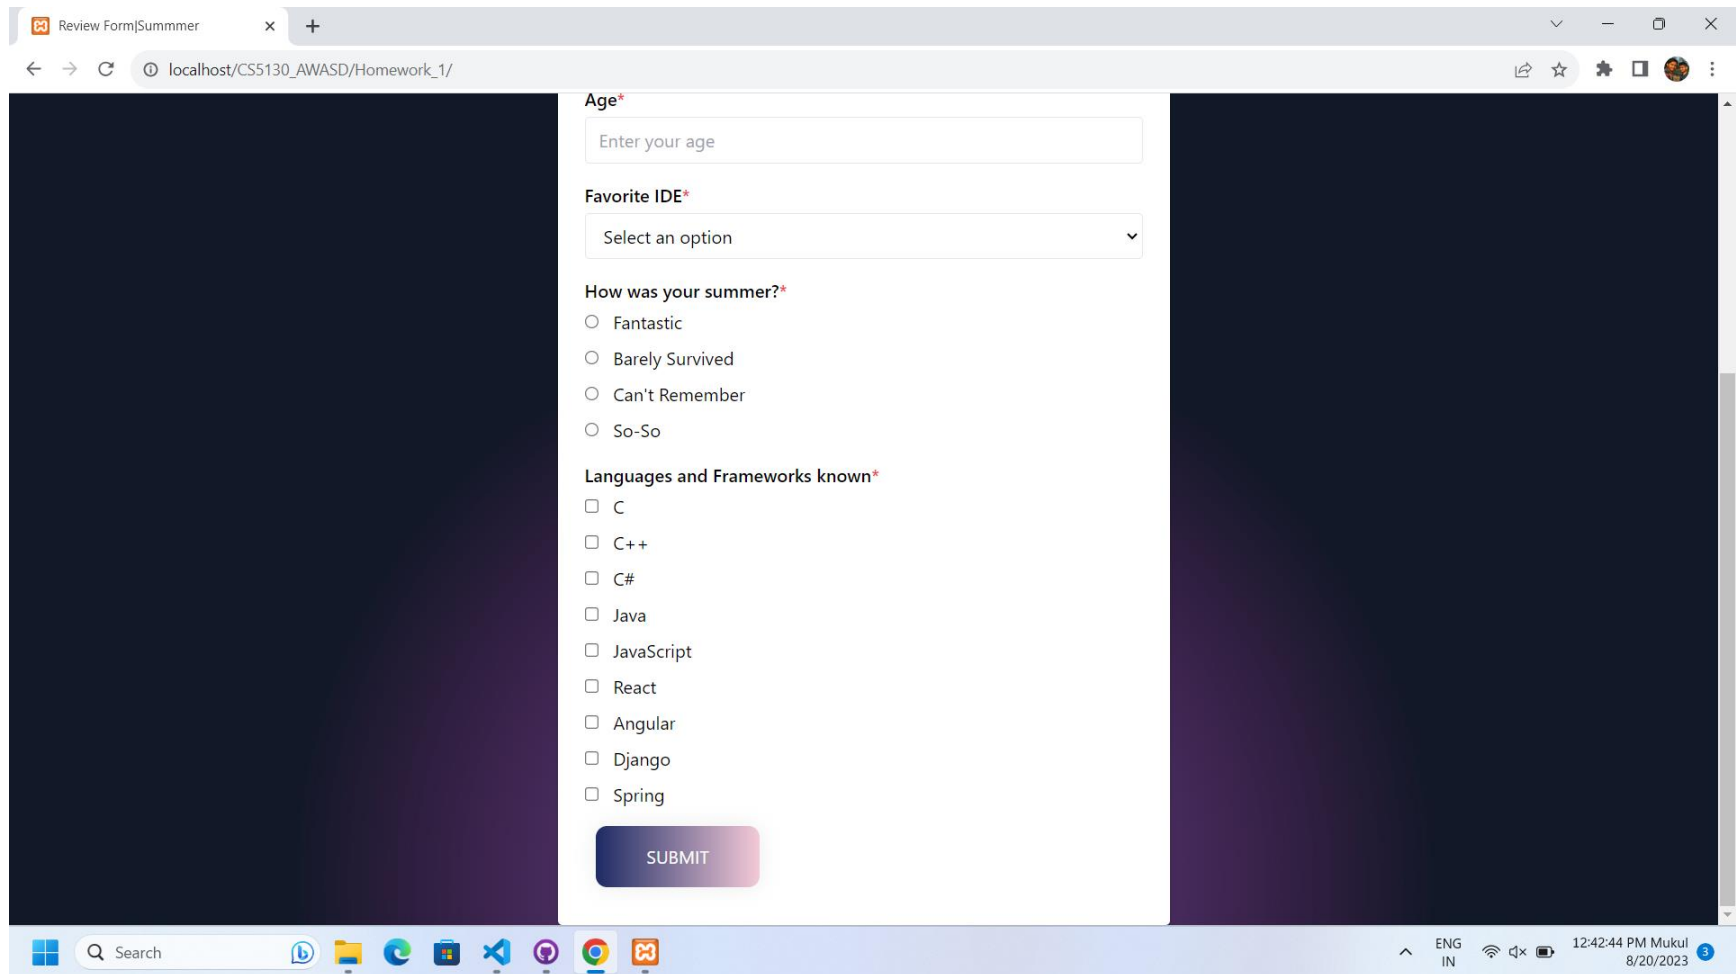 Review Form|Summmer
localhost/CS5130_AWASD/Homework_1/
Age*
Enter your age
Favorite IDE*
Select an option
How was your summer?*
Fantastic
Barely Survived
Can't Remember
So-So
Languages and Frameworks known*
C
C++
C#
Java
JavaScript
React
Angular
Django
Spring
SUBMIT
Search
ENG
IN
12:42:44 PM Mukul
8/20/2023
3